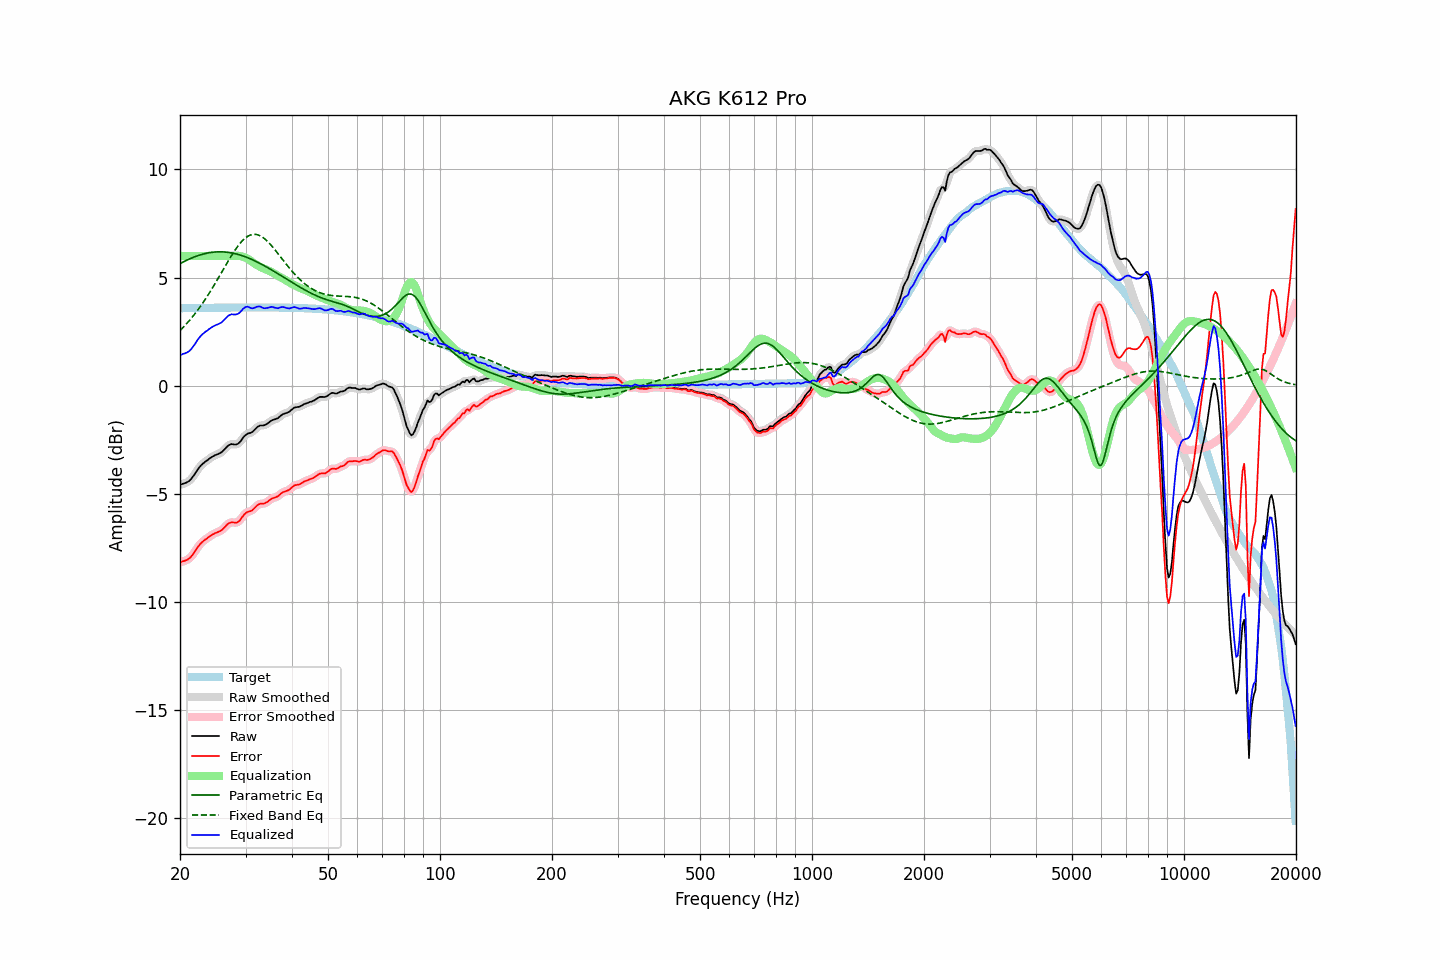 AKG K612 Pro
Amplitude (dBr)
10
5
0
−5
−10
−15
−20
Target
Raw Smoothed
Error Smoothed
Raw
Error
Equalization
Parametric Eq
Fixed Band Eq
Equalized
20 50 100 200 500 1000 2000 5000 10000 20000
Frequency (Hz)